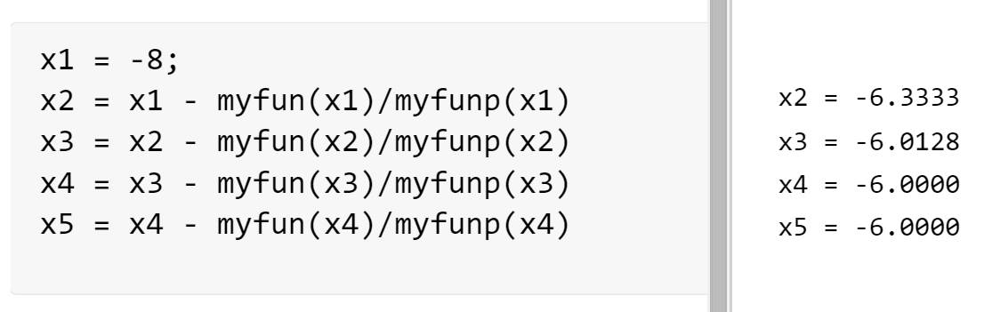 x1 = -8;
x2 = x1 - myfun(x1)/myfunp(x1)
x3 = x2 - myfun(x2)/myfunp(x2)
x4 = x3 - myfun(x3)/myfunp(x3)
x5 = x4 - myfun(x4)/myfunp(x4)
x2 = -6.3333
x3 = -6.0128
x4 = -6.0000
x5 = -6.0000